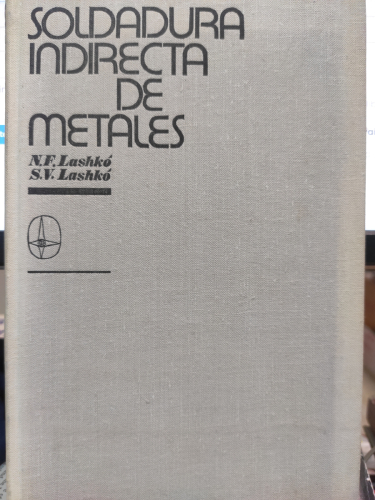 SOLDADURA
INDIRECTA
DE
METALES
N.F. Lashkó
S.V. Lashkó